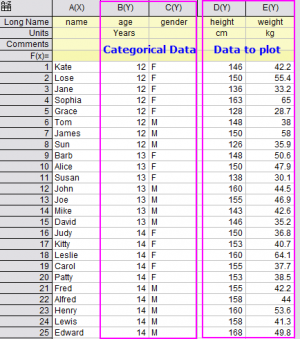 A(X) B(Y) C(Y) D(Y) E(Y)
Long Name name age gender height weight
Units Years cm kg
Comments Categorical Data Data to plot
F(x)=
1 Kate 12 F 146 42.2
2 Lose 12 F 150 55.4
3 Jane 12 F 136 33.2
4 Sophia 12 F 163 65
5 Grace 12 F 128 28.7
6 Tom 12 M 148 38
7 James 12 M 150 58
8 Sun 12 M 126 35.9
9 Barb 13 F 148 50.6
10 Alice 13 F 150 47.9
11 Susan 13 F 138 30.1
12 John 13 M 160 44.5
13 Joe 13 M 155 46.9
14 Mike 13 M 143 42.6
15 David 13 M 146 35.2
16 Judy 14 F 150 36.8
17 Kitty 14 F 153 40.7
18 Leslie 14 F 160 64.1
19 Carol 14 F 155 37.7
20 Patty 14 F 153 38.5
21 Fred 14 M 155 42.2
22 Alfred 14 M 158 44
23 Henry 14 M 160 53.6
24 Lewis 14 M 158 41.3
25 Edward 14 M 168 49.8